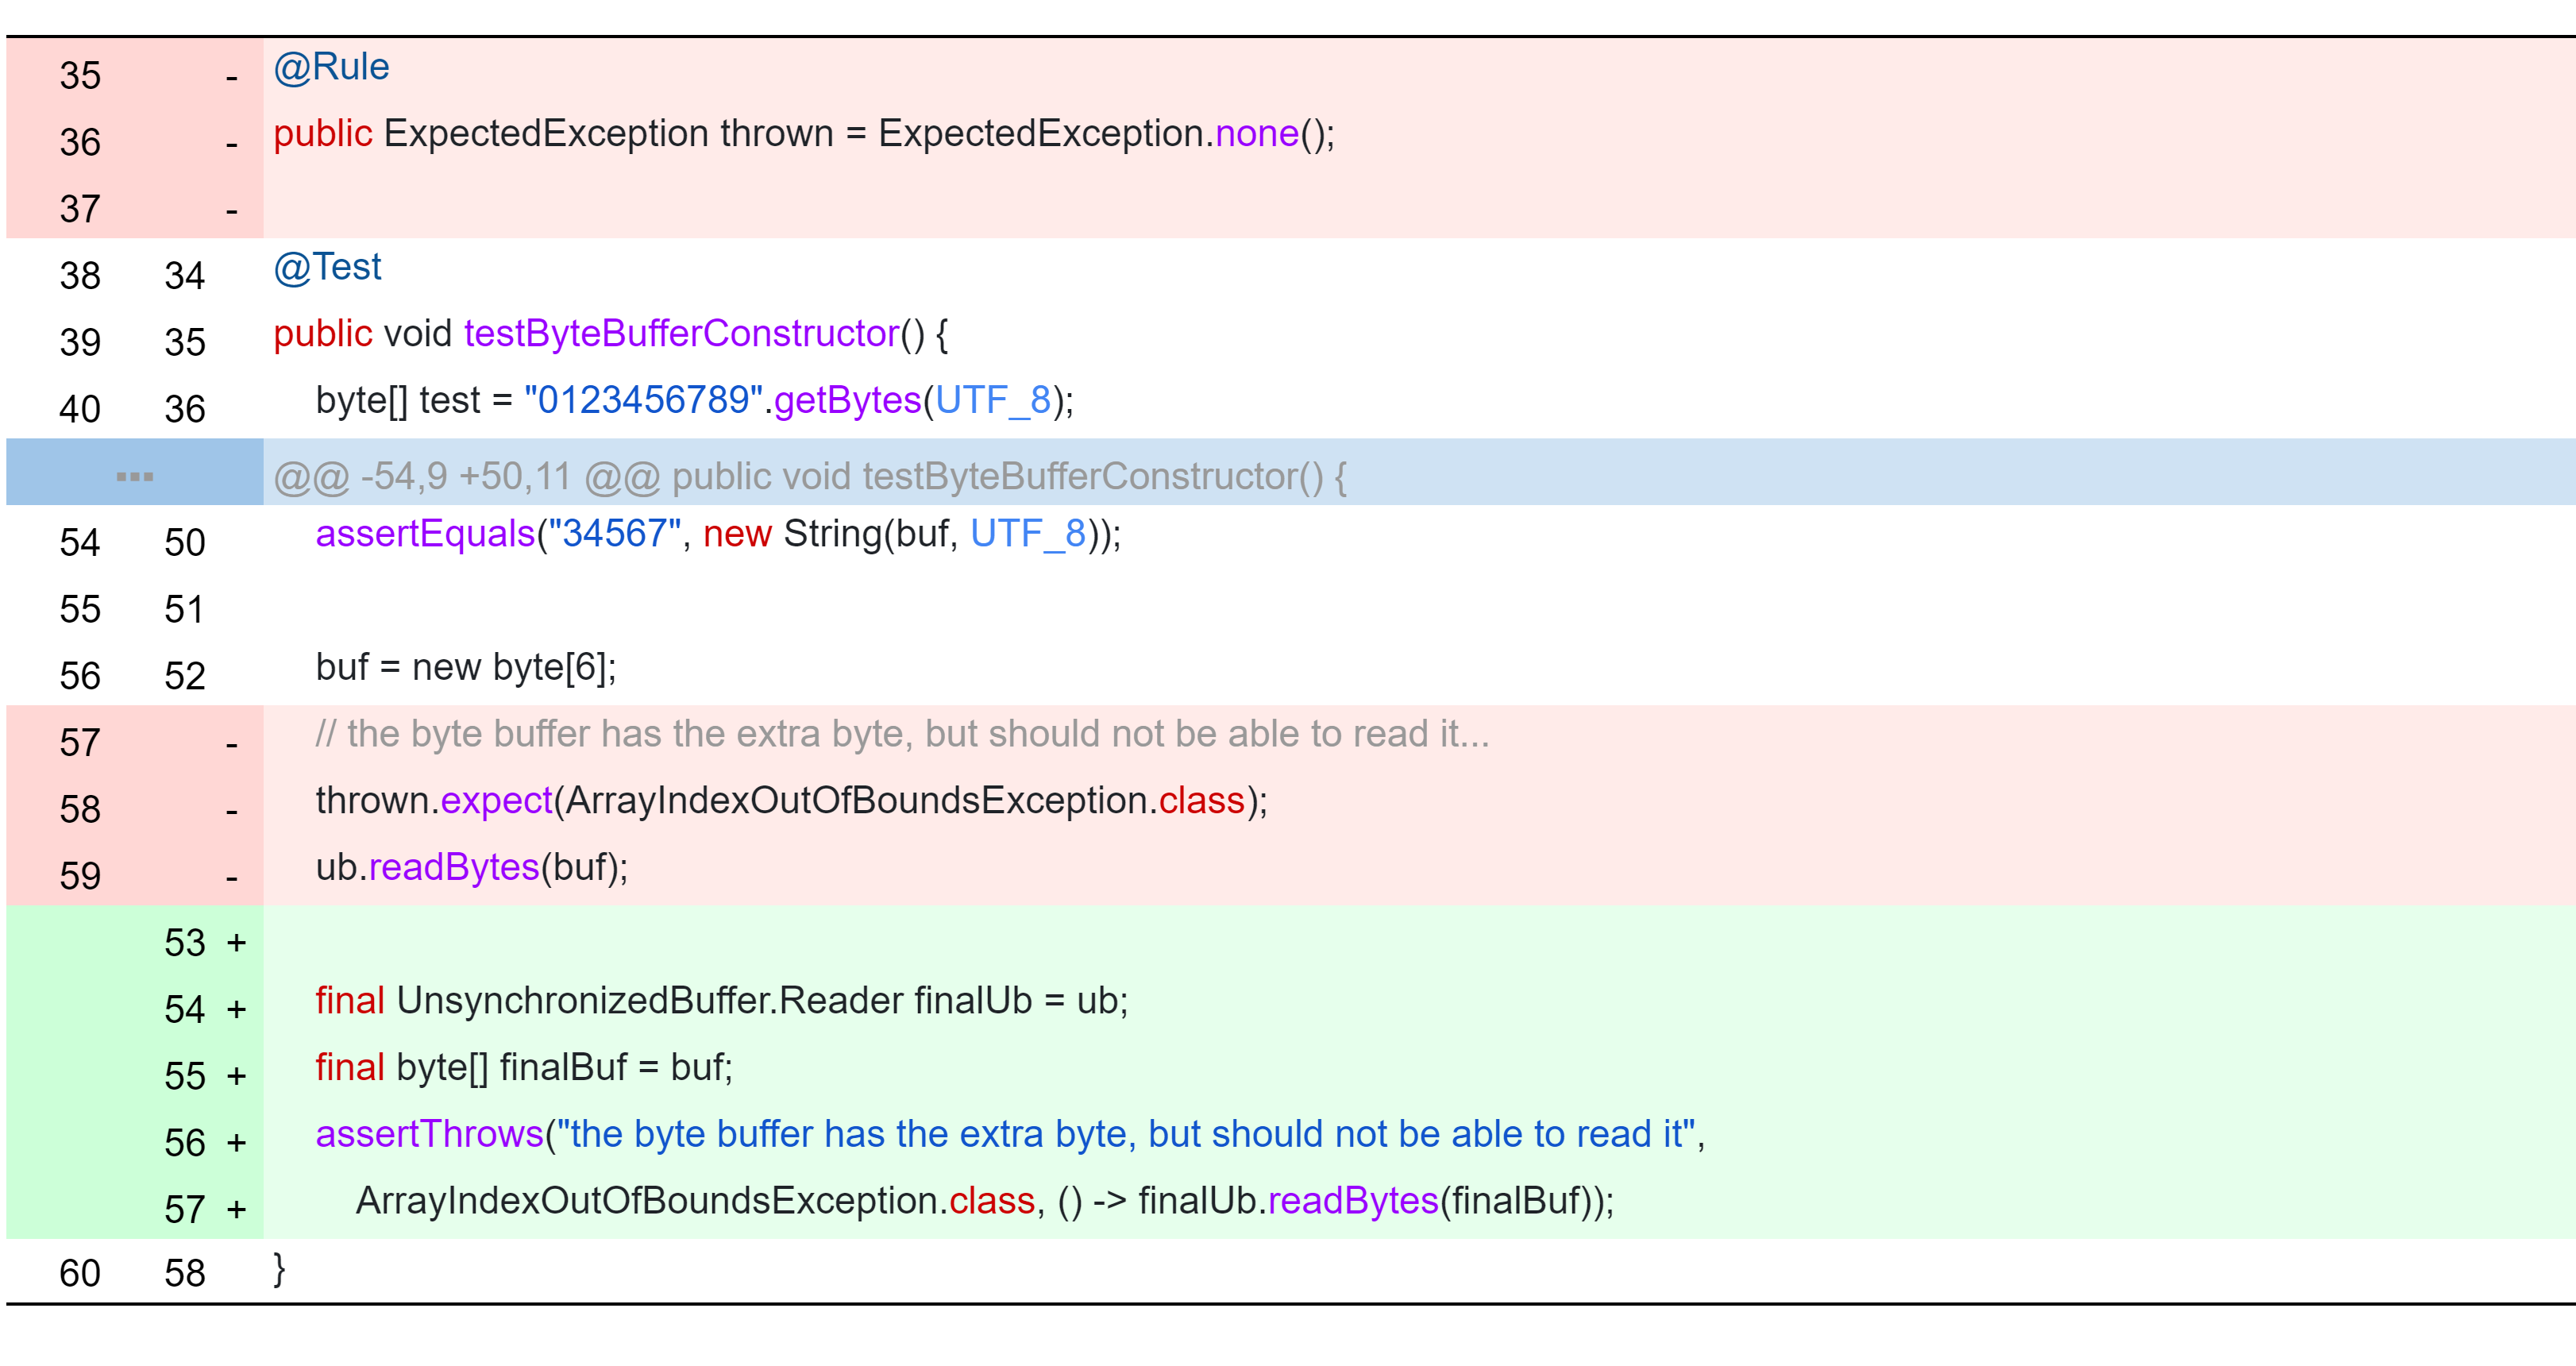 35 - @Rule
36 - public ExpectedException thrown = ExpectedException.none();
37 -
38 34 @Test
39 35 public void testByteBufferConstructor() {
40 36 byte[] test = "0123456789".getBytes(UTF_8);
... @@ -54,9 +50,11 @@ public void testByteBufferConstructor() {
54 50 assertEquals("34567", new String(buf, UTF_8));
55 51
56 52 buf = new byte[6];
57 - // the byte buffer has the extra byte, but should not be able to read it...
58 - thrown.expect(ArrayIndexOutOfBoundsException.class);
59 - ub.readBytes(buf);
53 +
54 + final UnsynchronizedBuffer.Reader finalUb = ub;
55 + final byte[] finalBuf = buf;
56 + assertThrows("the byte buffer has the extra byte, but should not be able to read it",
57 + ArrayIndexOutOfBoundsException.class, () -> finalUb.readBytes(finalBuf));
60 58 }